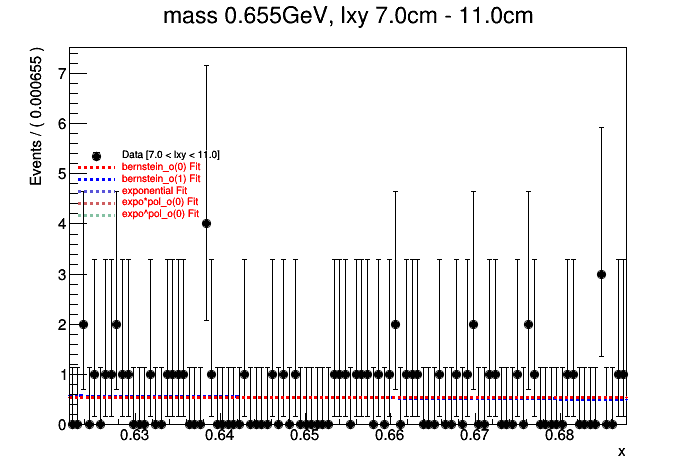 mass 0.655GeV, lxy 7.0cm - 11.0cm
Events / ( 0.000655 )
7
6
5
4
3
2
1
0
Data [7.0 < lxy < 11.0]
bernstein_o(0) Fit
bernstein_o(1) Fit
exponential Fit
expo*pol_o(0) Fit
expo^pol_o(0) Fit
0.63 0.64 0.65 0.66 0.67 0.68
x